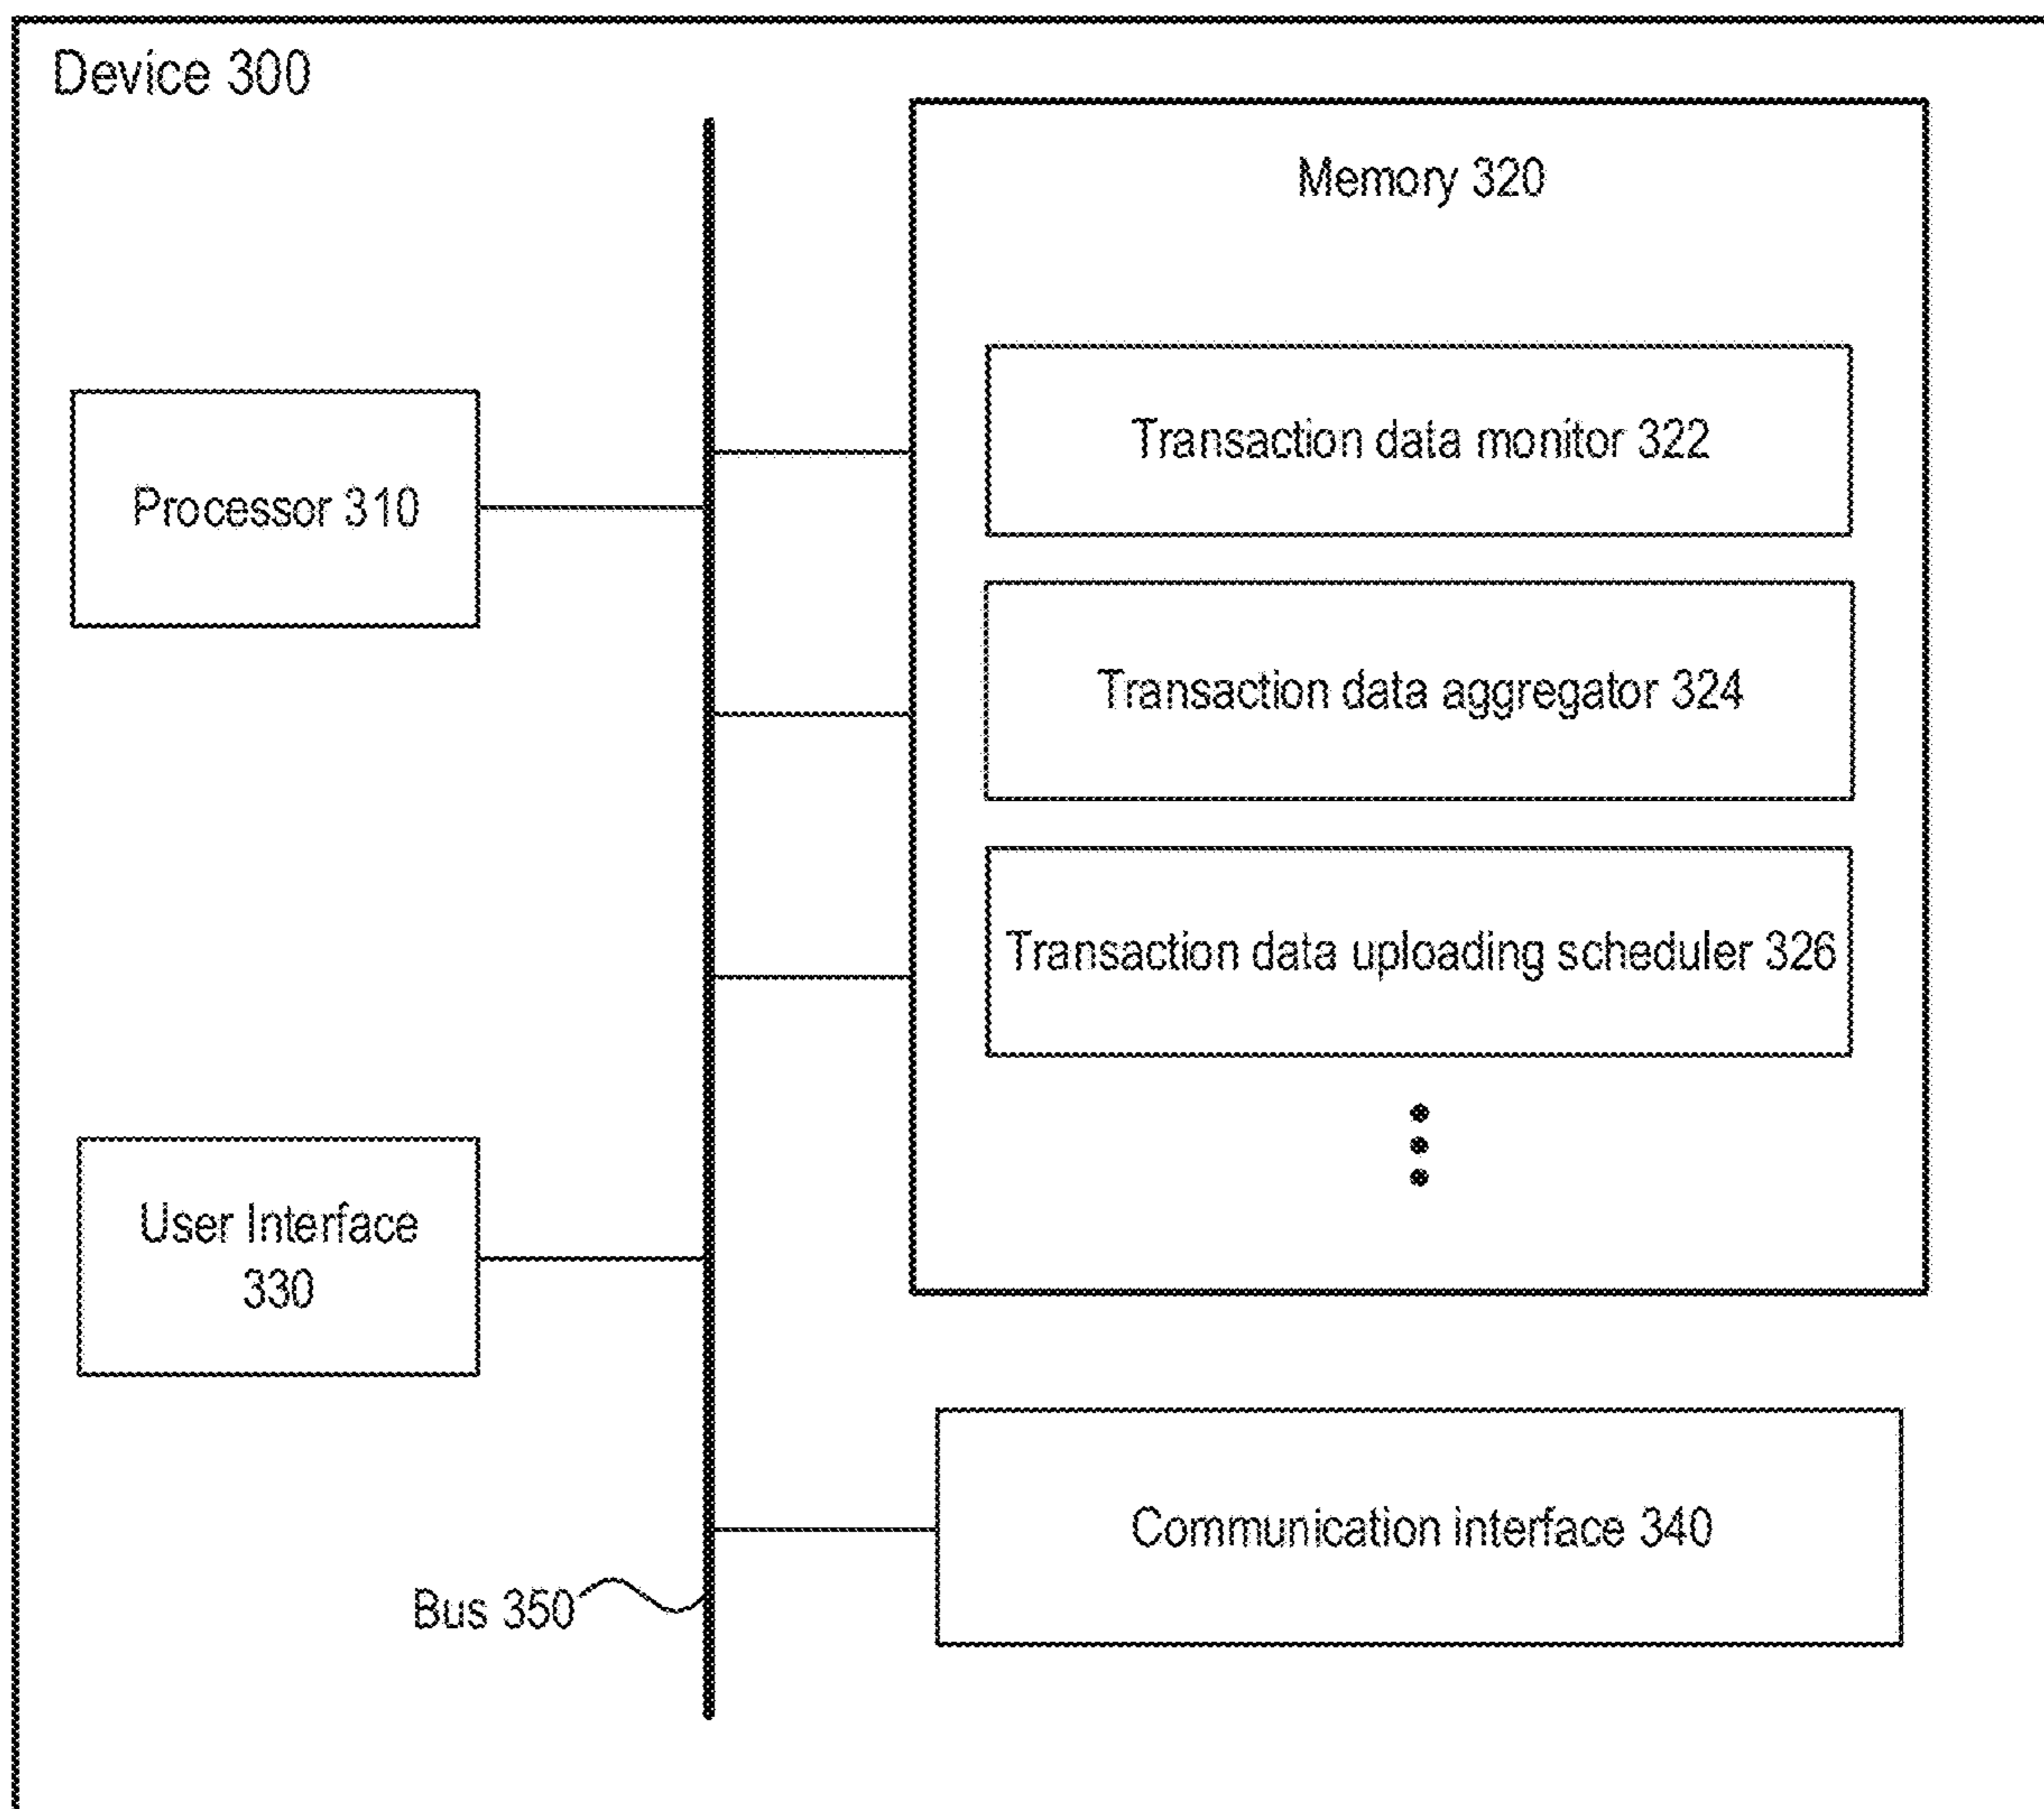 Device 300
Memory 320
Transaction data monitor 322
Processor 310
Transaction data aggregator 324
Transaction data uploading scheduler 326
User Interface
330
Communication interface 340
Bus 350